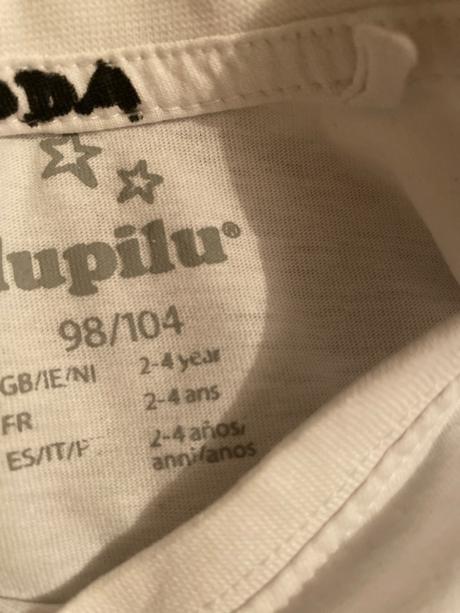 DDA
lupilu®
98/104
GB/IE/NI 2-4 year
FR 2-4 ans
ES/IT/P 2-4 años/
anni/anos